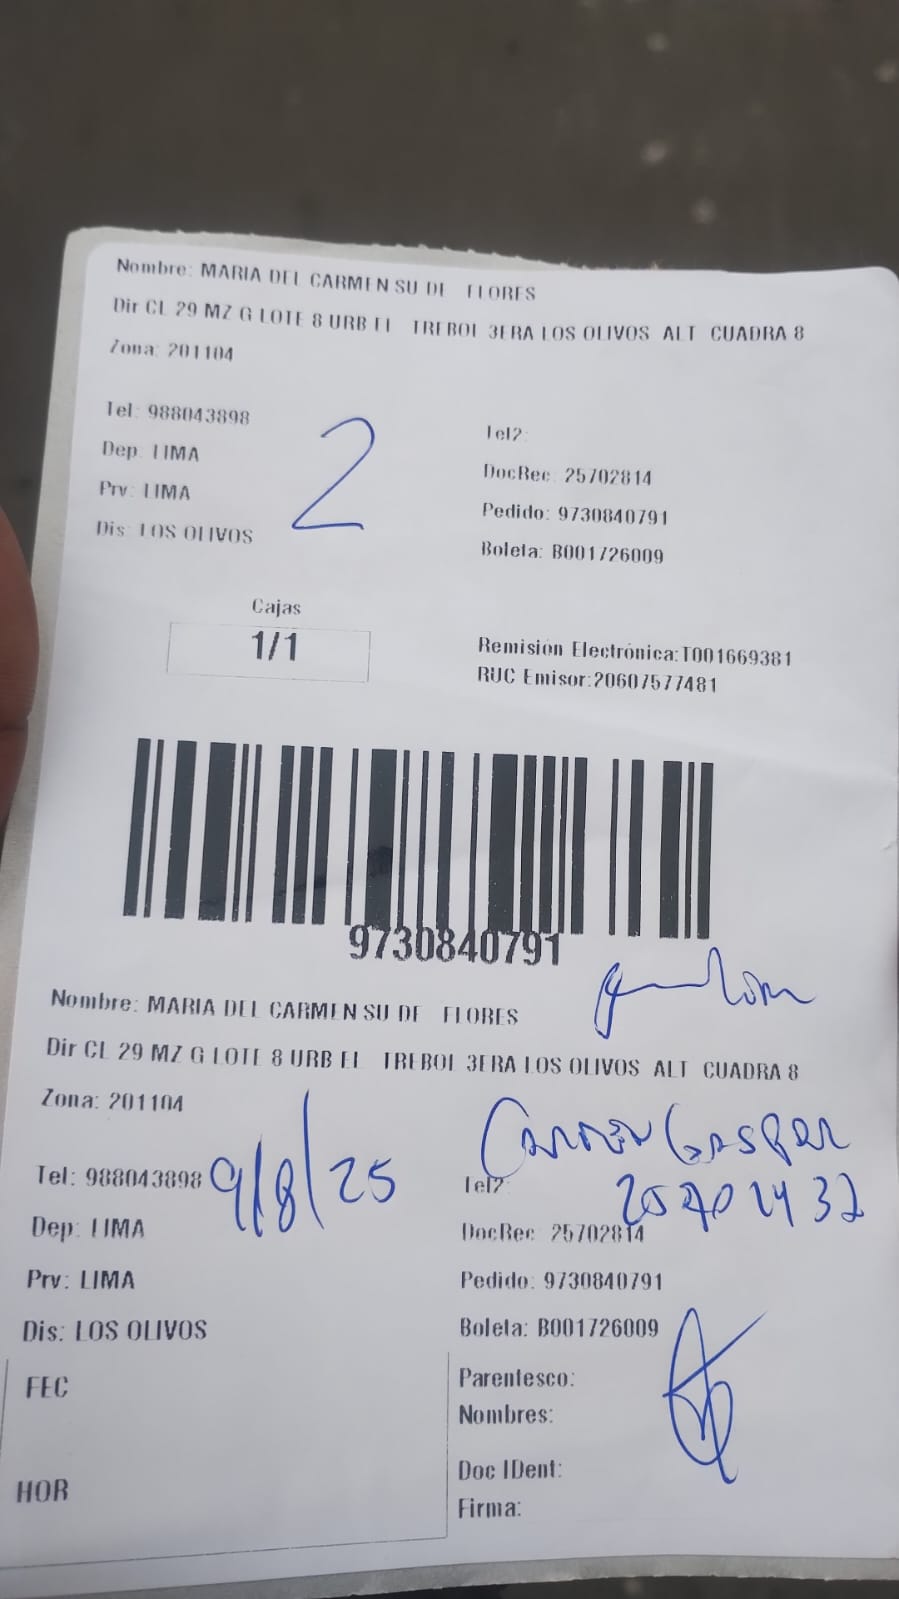 Nombre: MARIA DEL CARMEN SU DE FLORES
Dir CL 29 MZ G LOTE 8 URB EL TREBOL 3ERA LOS OLIVOS ALT CUADRA 8
Zona: 201104
Tel: 988043898
Tel2:
Dep: LIMA
DocRec: 25702814
Prv: LIMA
Pedido: 9730840791
Dis: LOS OLIVOS
Boleta: B001726009
2
Cajas
1/1
Remisión Electrónica:T001669381
RUC Emisor:20607577481
9730840791
Nombre: MARIA DEL CARMEN SU DE FLORES
Dir CL 29 MZ G LOTE 8 URB EL TREBOL 3ERA LOS OLIVOS ALT CUADRA 8
Zona: 201104
CARMEN GASPAR
Tel: 988043898
9/8/25
Tel2:
Dep: LIMA
DocRec: 25702814
Prv: LIMA
Pedido: 9730840791
Dis: LOS OLIVOS
Boleta: B001726009
FEC
Parentesco:
Nombres:
HOR
Doc IDent:
Firma: